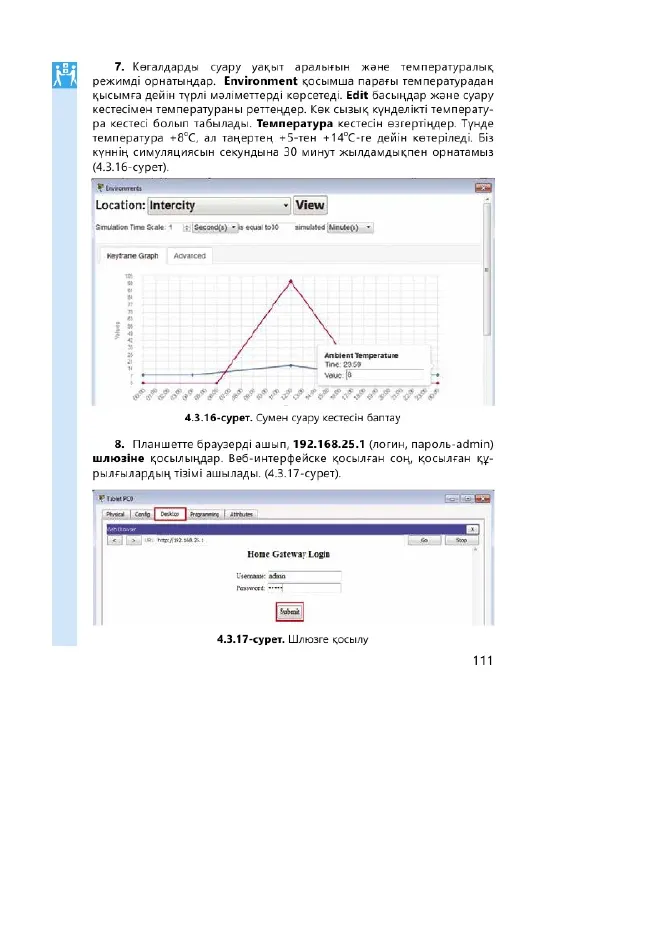 7. Көгалдарды суару уақыт аралығын және температуралық
режимді орнатыңдар. Environment қосымша парағы температурадан
қысымға дейін түрлі мәліметтерді көрсетеді. Edit басыңдар және суару
кестесімен температураны реттеңдер. Көк сызық күнделікті температу-
ра кестесі болып табылады. Температура кестесін өзгертіңдер. Түнде
температура +8°С, ал таңертең +5-тен +14°С-ге дейін көтеріледі. Біз
күннің симуляциясын секундына 30 минут жылдамдықпен орнатамыз
(4.3.16-сурет).
Environments
Location: Intercity View
Simulation Time Scale: 1 Second(s) is equal to30 simulated Minute(s)
Keyframe Graph Advanced
Ambient Temperature
Time: 23:59
Value: 8
4.3.16-сурет. Сумен суару кестесін баптау
8. Планшетте браузерді ашып, 192.168.25.1 (логин, пароль-admin)
шлюзіне қосылыңдар. Веб-интерфейске қосылған соң, қосылған құ-
рылғылардың тізімі ашылады. (4.3.17-сурет).
Tablet PC0
Physical Config Desktop Programming Attributes
Web Browser X
< > URL http://192.168.25.1 Go Stop
Home Gateway Login
Username: admin
Password: •••••
Submit
4.3.17-сурет. Шлюзге қосылу
111